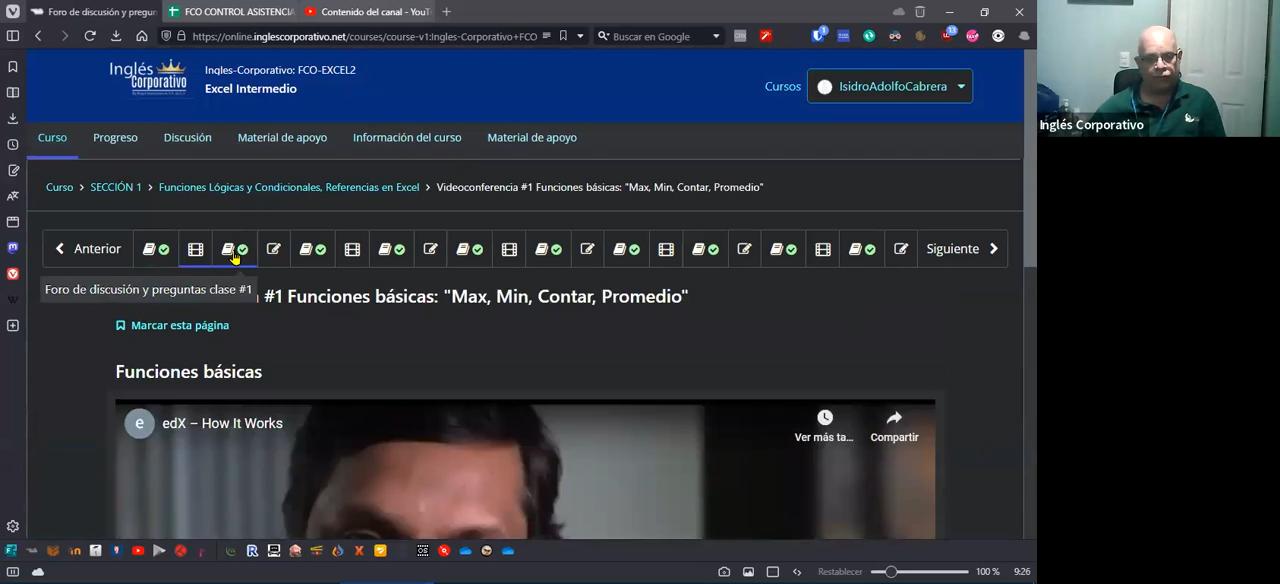 Foro de discusión y pregun
FCO CONTROL ASISTENCIA
Contenido del canal - YouT
https://online.inglescorporativo.net/courses/course-v1:Ingles-Corporativo+FCO
Buscar en Google
Inglés
Corporativo
Ingles-Corporativo: FCO-EXCEL2
Excel Intermedio
Cursos
IsidroAdolfoCabrera
Inglés Corporativo
Curso
Progreso
Discusión
Material de apoyo
Información del curso
Material de apoyo
Curso > SECCIÓN 1 > Funciones Lógicas y Condicionales, Referencias en Excel > Videoconferencia #1 Funciones básicas: "Max, Min, Contar, Promedio"
Anterior
Siguiente
Foro de discusión y preguntas clase #1
#1 Funciones básicas: "Max, Min, Contar, Promedio"
Marcar esta página
Funciones básicas
e
edX – How It Works
Ver más ta...
Compartir
Restablecer
100 %
9:26